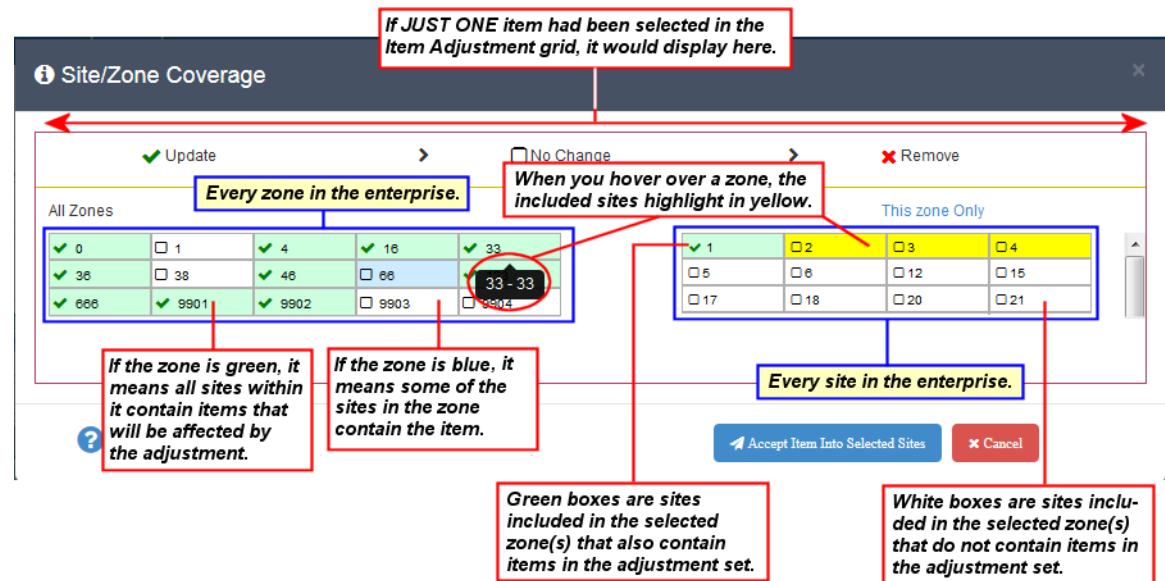 If JUST ONE item had been selected in the
Item Adjustment grid, it would display here.
Site/Zone Coverage
Update
No Change
Remove
Every zone in the enterprise.
When you hover over a zone, the
included sites highlight in yellow.
All Zones
This zone Only
0 1 4 16 33
36 38 46 66
666 9901 9902 9903 9904
33 - 33
1 2 3 4
5 6 12 15
17 18 20 21
If the zone is green, it
means all sites within
it contain items that
will be affected by
the adjustment.
If the zone is blue, it
means some of the
sites in the zone
contain the item.
Every site in the enterprise.
?
Accept Item Into Selected Sites
Cancel
Green boxes are sites
included in the selected
zone(s) that also contain
items in the adjustment set.
White boxes are sites inclu-
ded in the selected zone(s)
that do not contain items in
the adjustment set.